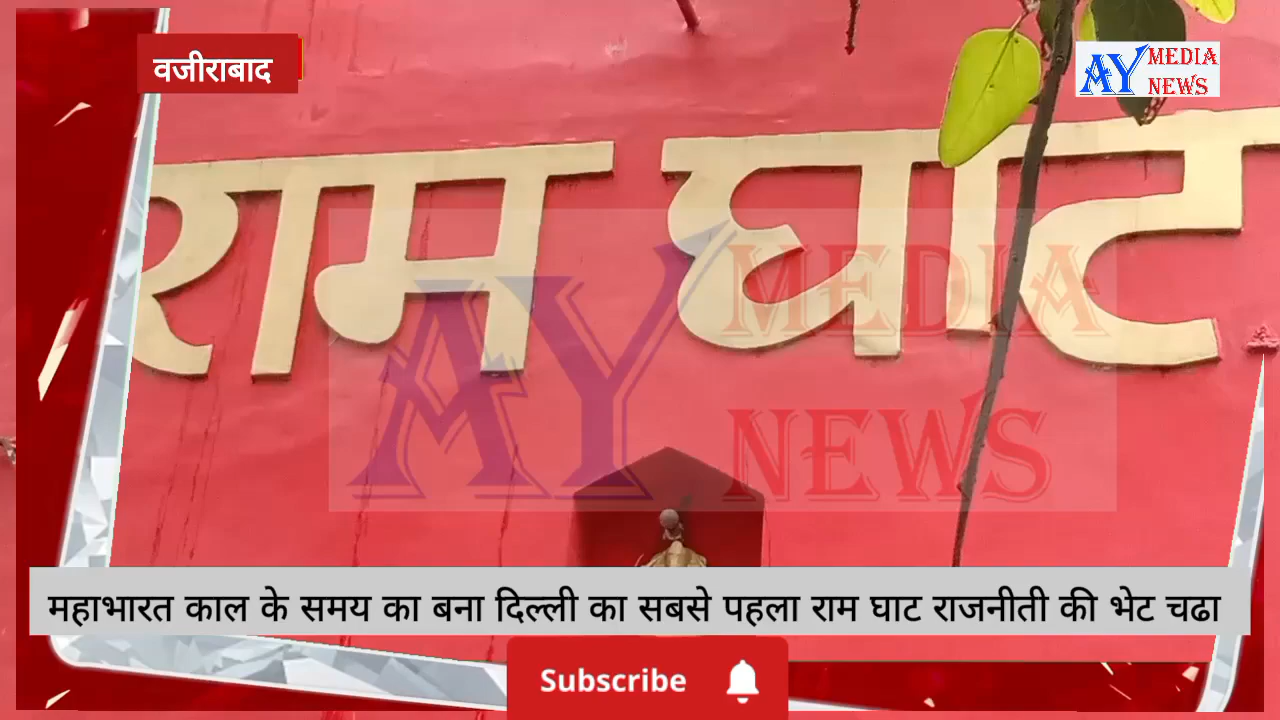 वजीराबाद
AY MEDIA
NEWS
राम घाट
AY MEDIA
NEWS
महाभारत काल के समय का बना दिल्ली का सबसे पहला राम घाट राजनीती की भेट चढा
Subscribe